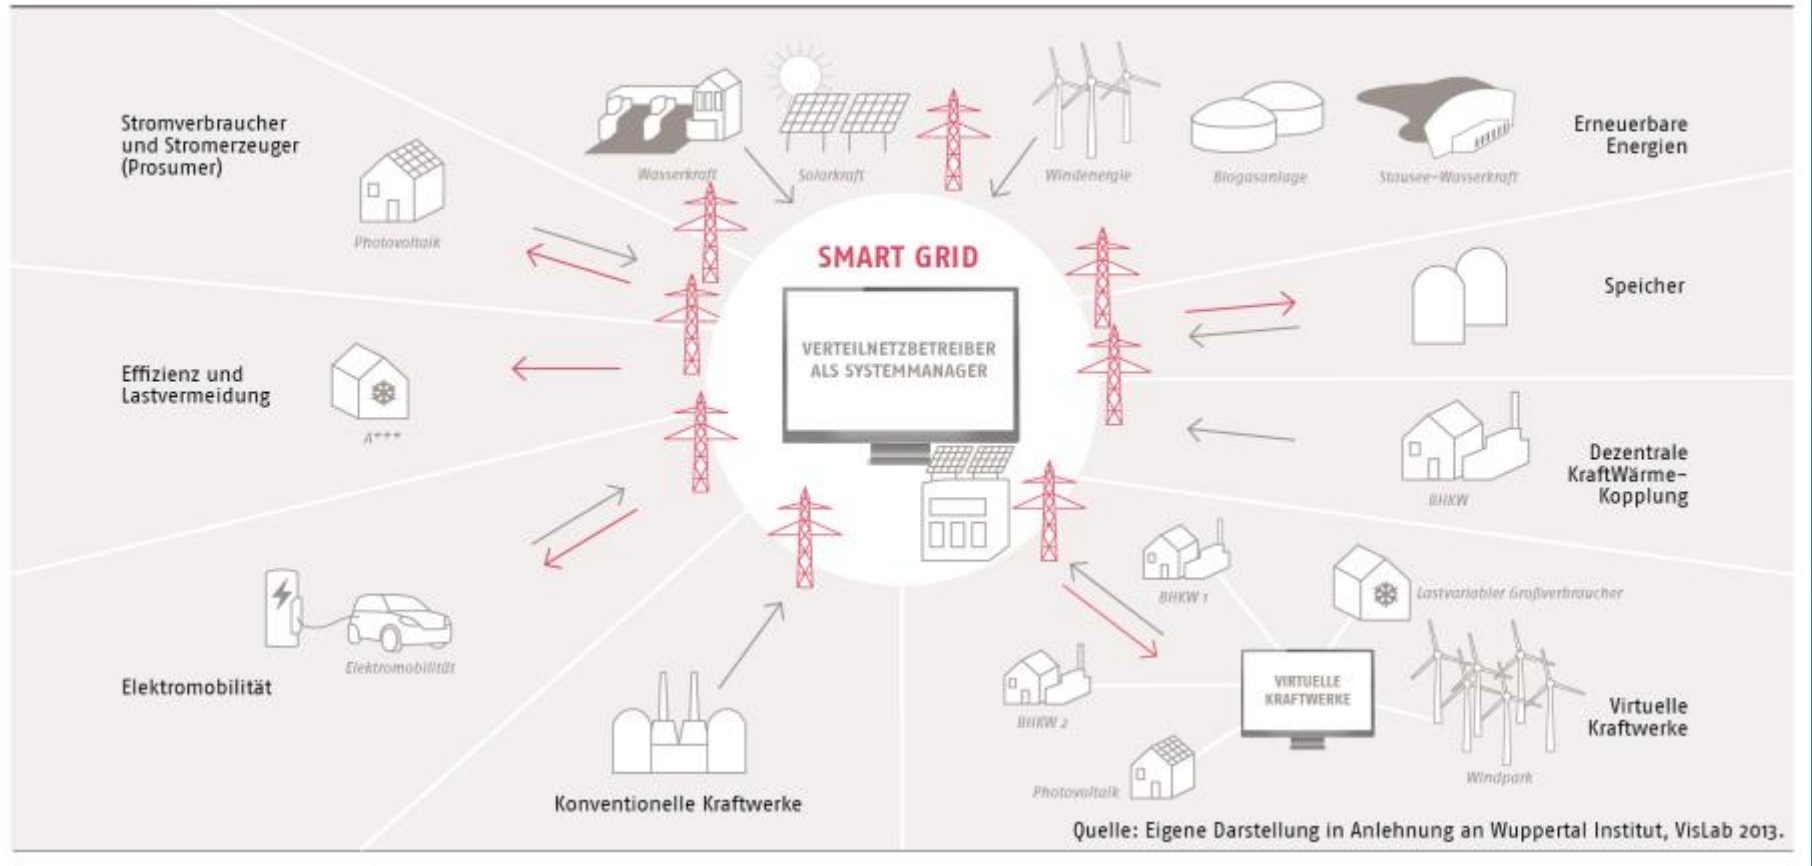 Stromverbraucher
und Stromerzeuger
(Prosumer)
Photovoltaik
Wasserkraft
Solarkraft
Windenergie
Biogasanlage
Stausee-Wasserkraft
Erneuerbare
Energien
SMART GRID
VERTEILNETZBETREIBER
ALS SYSTEMMANAGER
Speicher
Effizienz und
Lastvermeidung
A+++
Dezentrale
KraftWärme-
Kopplung
BHKW
Elektromobilität
Elektromobilität
Konventionelle Kraftwerke
BHKW 1
Lastvariabler Großverbraucher
BHKW 2
VIRTUELLE
KRAFTWERKE
Photovoltaik
Windpark
Virtuelle
Kraftwerke
Quelle: Eigene Darstellung in Anlehnung an Wuppertal Institut, VisLab 2013.